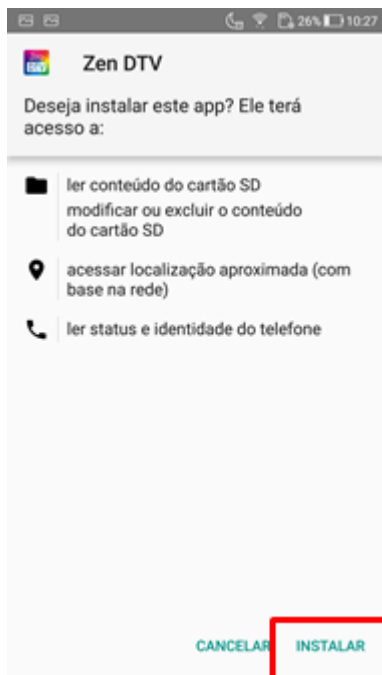 26% 10:27
Zen DTV
Deseja instalar este app? Ele terá
acesso a:
ler conteúdo do cartão SD
modificar ou excluir o conteúdo
do cartão SD
acessar localização aproximada (com
base na rede)
ler status e identidade do telefone
CANCELAR INSTALAR